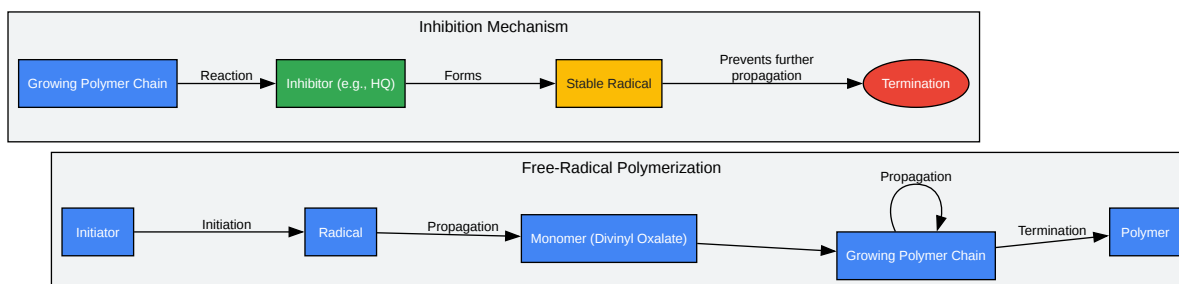 Inhibition Mechanism
Growing Polymer Chain
Reaction
Inhibitor (e.g., HQ)
Forms
Stable Radical
Prevents further
propagation
Termination
Free-Radical Polymerization
Initiator
Initiation
Radical
Propagation
Monomer (Divinyl Oxalate)
Propagation
Growing Polymer Chain
Termination
Polymer